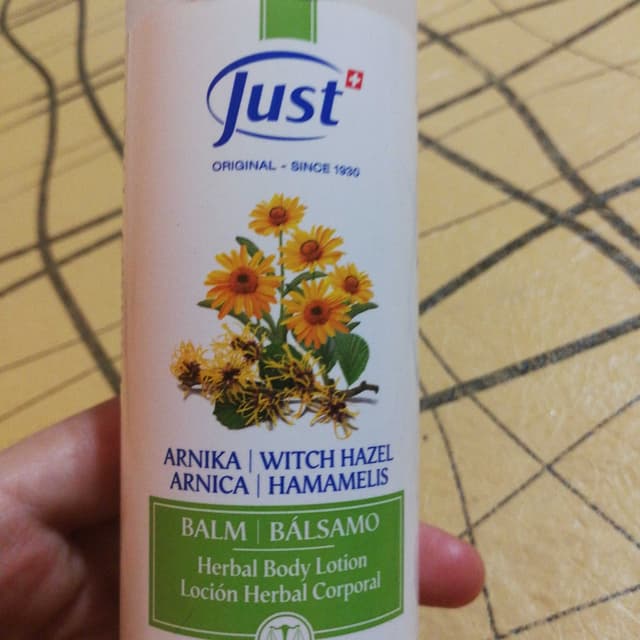 Just
ORIGINAL - SINCE 1930
ARNIKA | WITCH HAZEL
ARNICA | HAMAMELIS
BALM | BÁLSAMO
Herbal Body Lotion
Loción Herbal Corporal